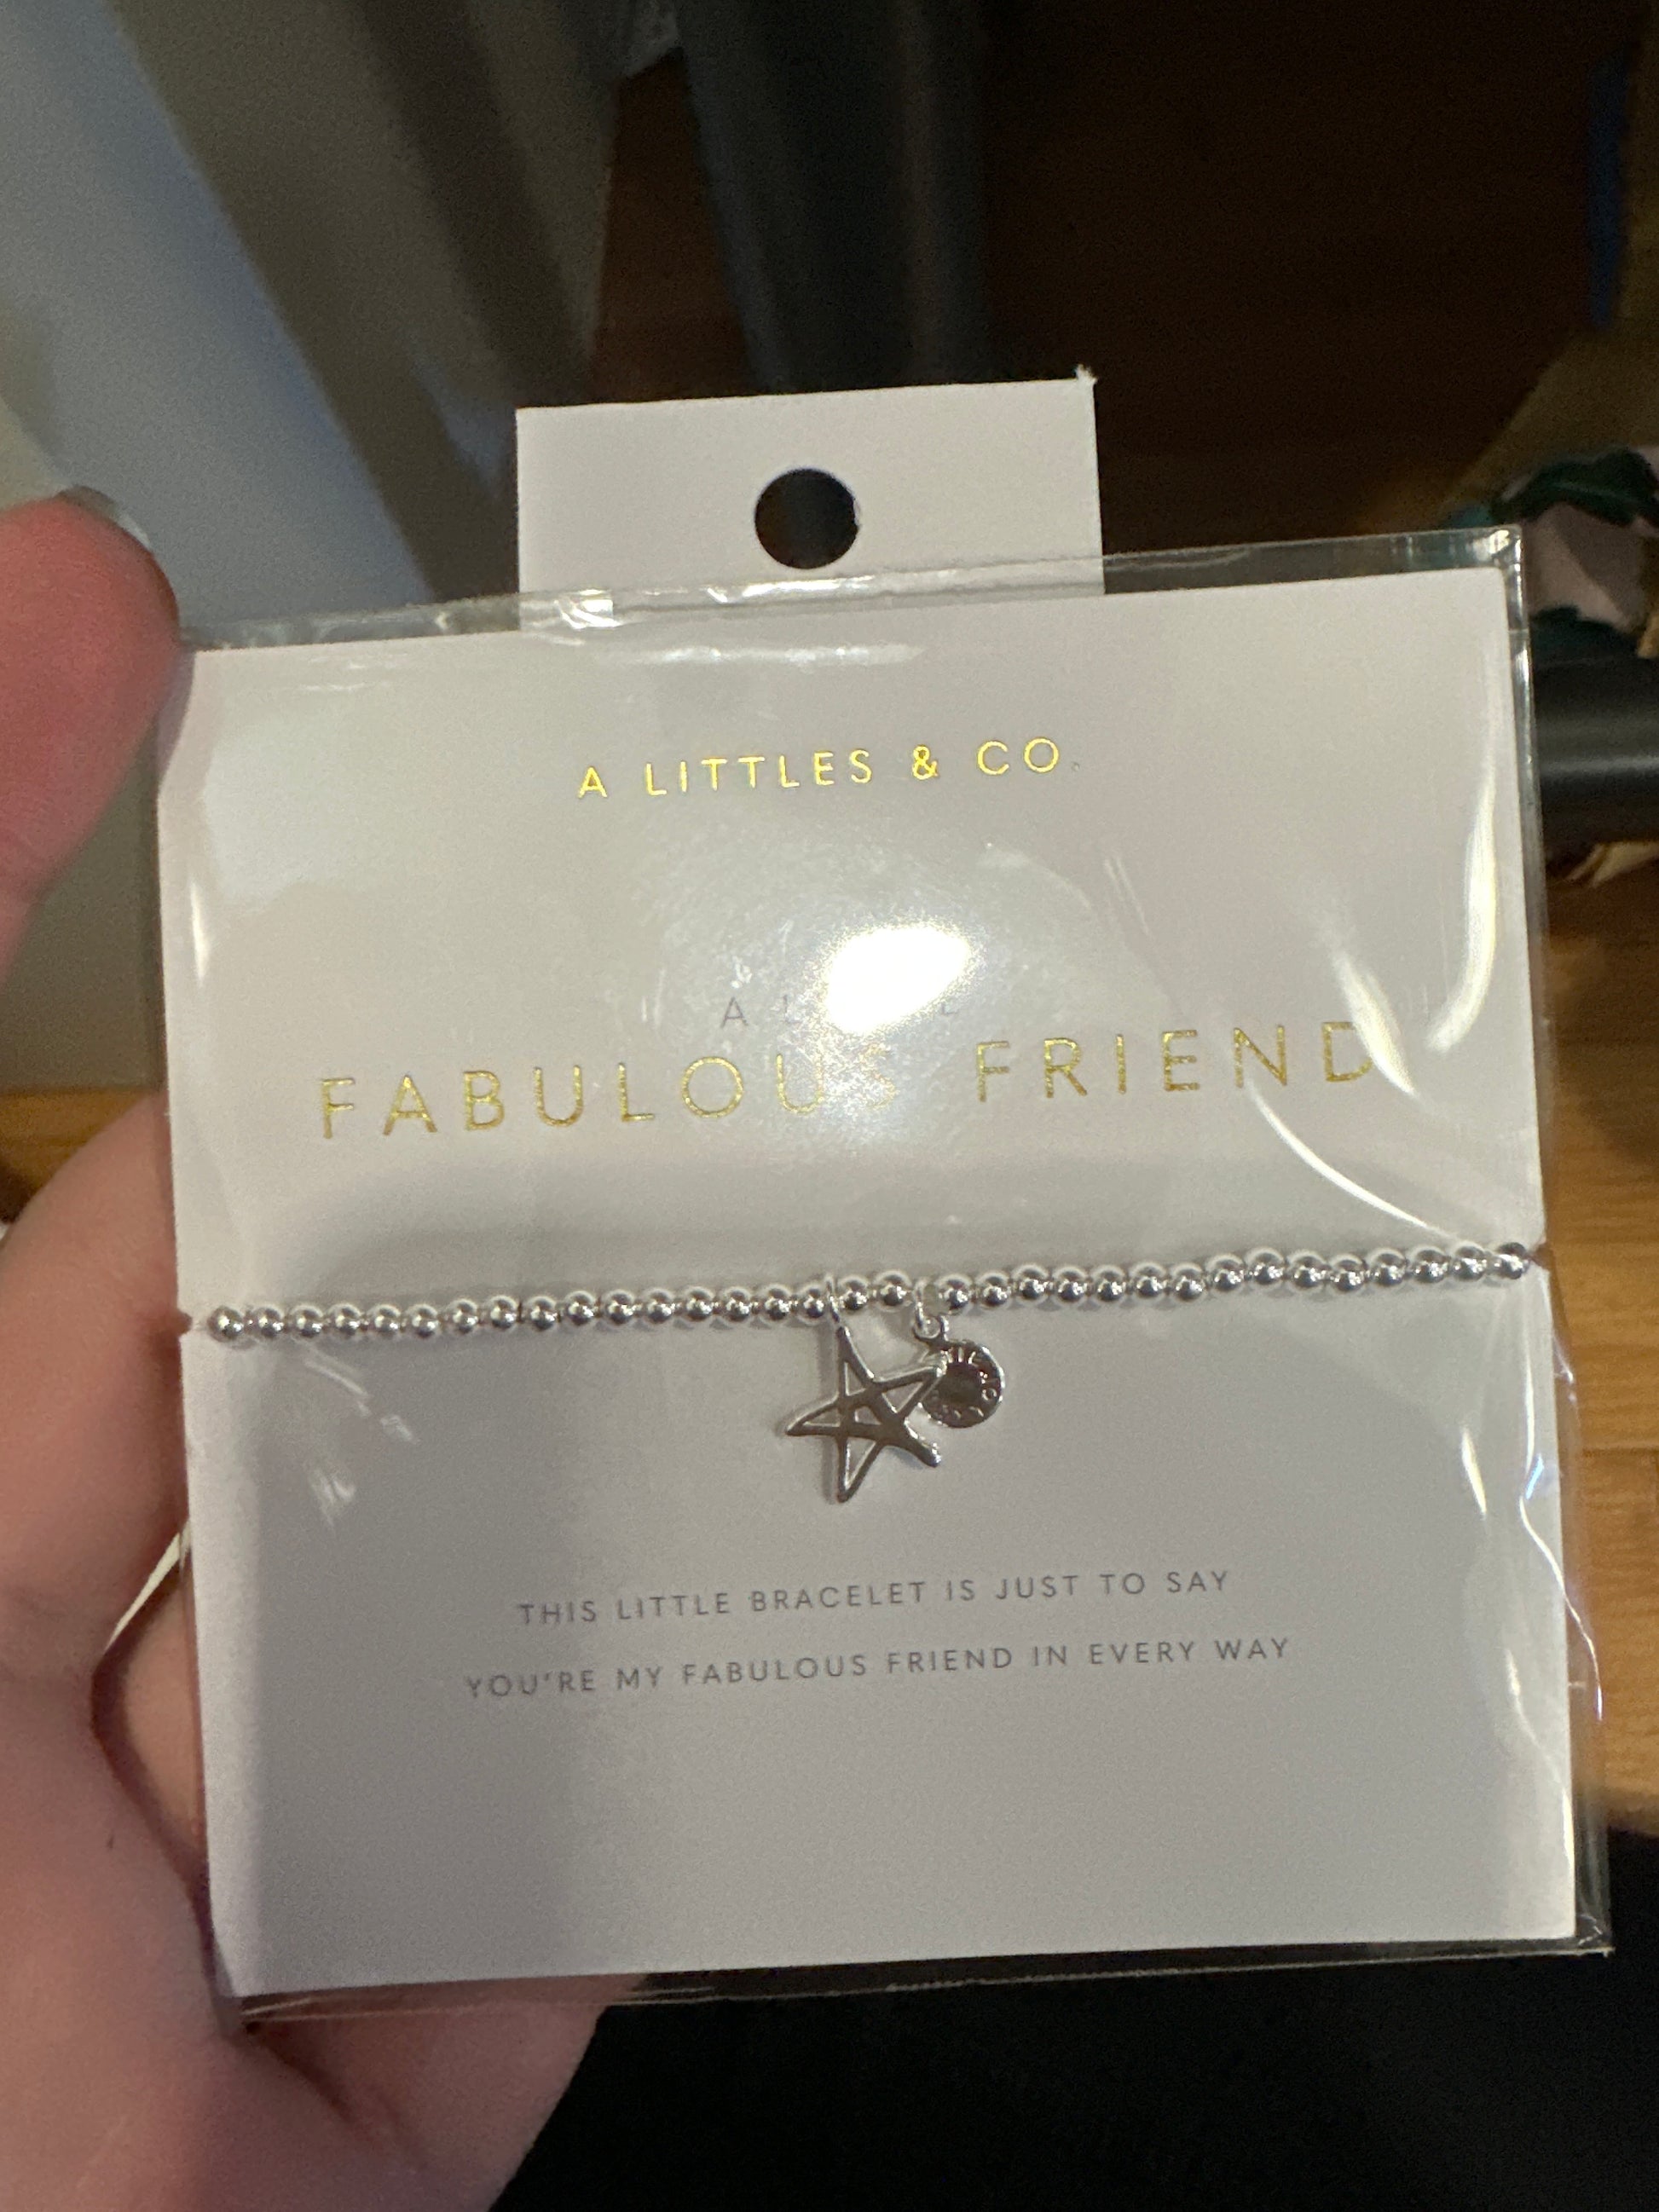 A LITTLES & CO.
A
FABULOUS FRIEND
THIS LITTLE BRACELET IS JUST TO SAY
YOU'RE MY FABULOUS FRIEND IN EVERY WAY